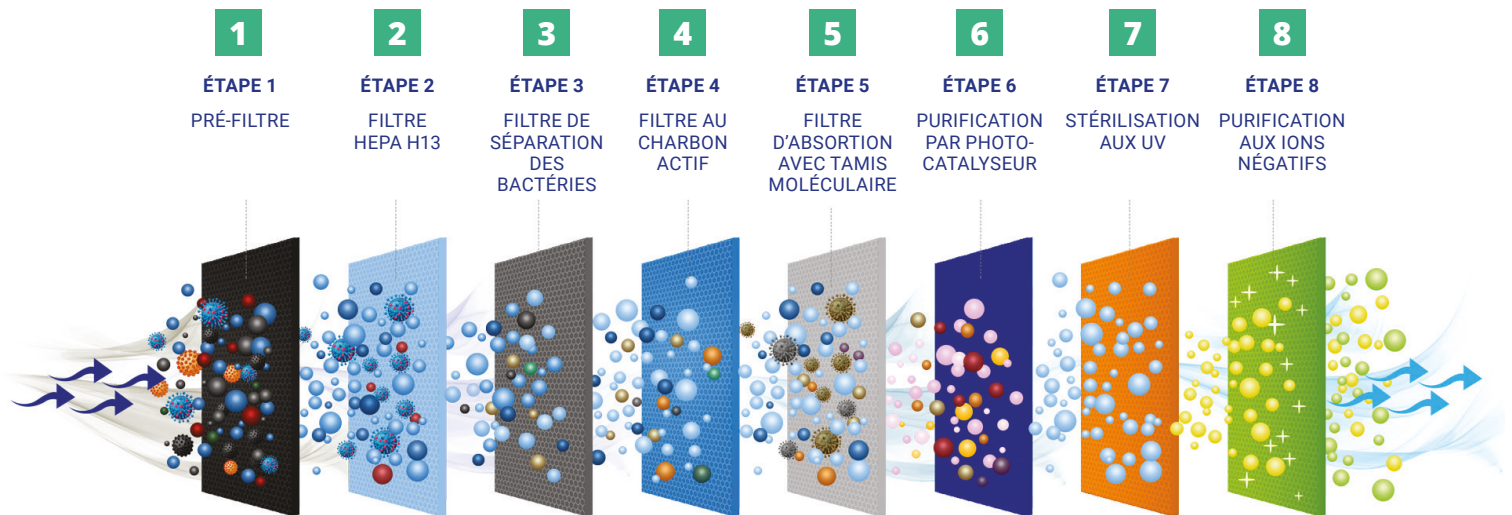 1
ÉTAPE 1
PRÉ-FILTRE
2
ÉTAPE 2
FILTRE
HEPA H13
3
ÉTAPE 3
FILTRE DE
SÉPARATION
DES
BACTÉRIES
4
ÉTAPE 4
FILTRE AU
CHARBON
ACTIF
5
ÉTAPE 5
FILTRE
D'ABSORTION
AVEC TAMIS
MOLÉCULAIRE
6
ÉTAPE 6
PURIFICATION
PAR PHOTO-
CATALYSEUR
7
ÉTAPE 7
STÉRILISATION
AUX UV
8
ÉTAPE 8
PURIFICATION
AUX IONS
NÉGATIFS